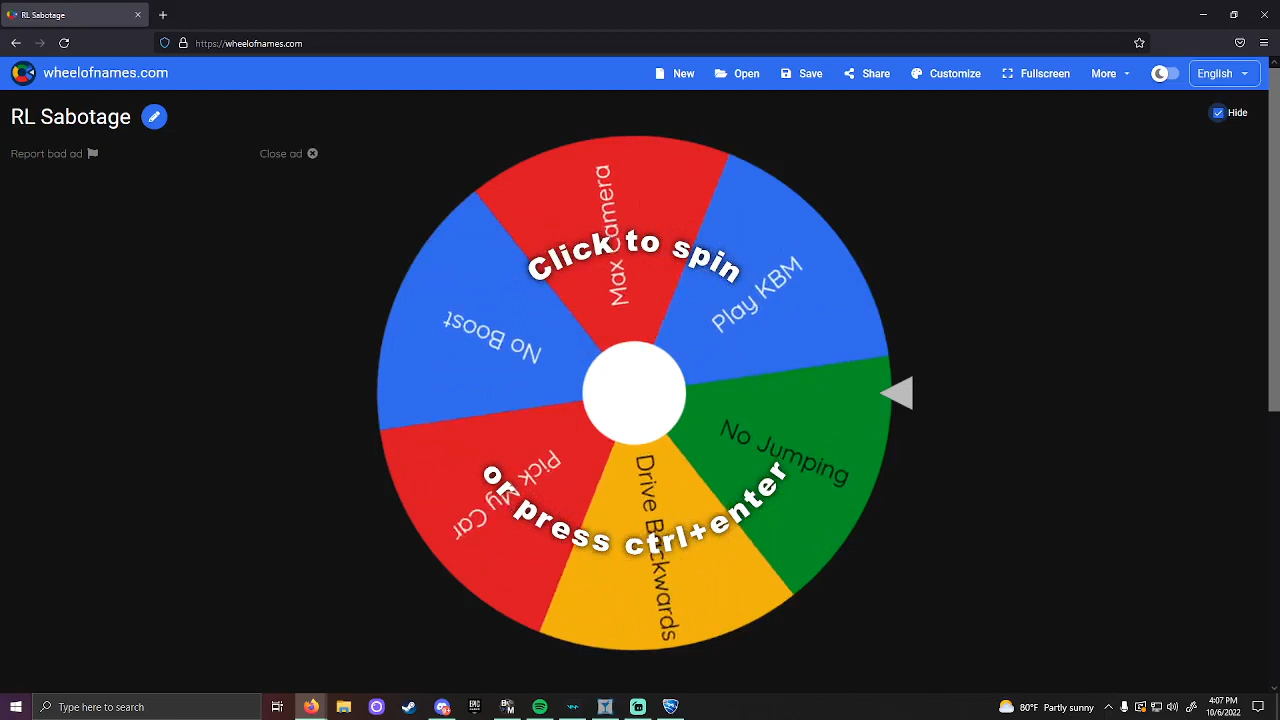 RL Sabotage
https://wheelofnames.com
wheelofnames.com
New
Open
Save
Share
Customize
Fullscreen
More
English
RL Sabotage
Hide
Report bad ad
Close ad
Click to spin
Max Camera
Play KBM
No Boost
No Jumping
Pick My Car
Drive Backwards
or press ctrl+enter
Type here to search
80°F Partly sunny
4:07 PM
10/6/2022